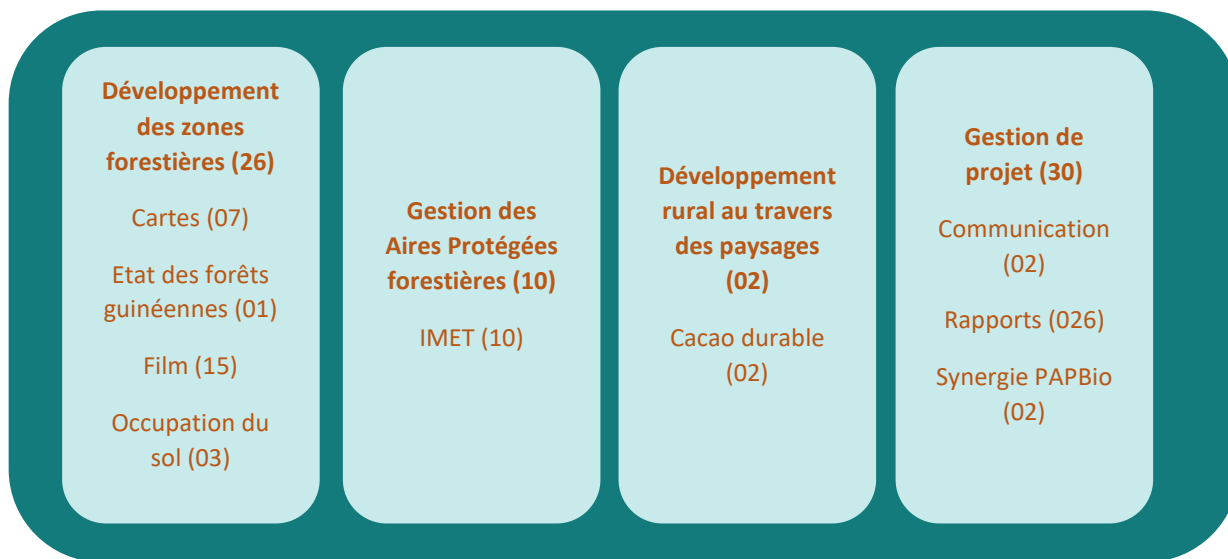 Développement
des zones
forestières (26)
Cartes (07)
Etat des forêts
guinéennes (01)
Film (15)
Occupation du
sol (03)
Gestion des
Aires Protégées
forestières (10)
IMET (10)
Développement
rural au travers
des paysages
(02)
Cacao durable
(02)
Gestion de
projet (30)
Communication
(02)
Rapports (026)
Synergie PAPBio
(02)